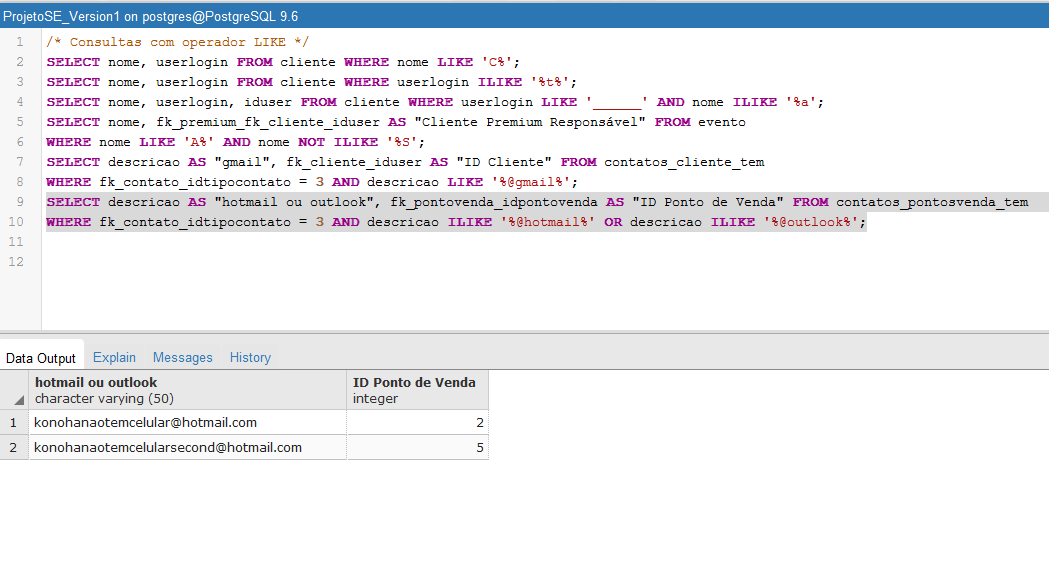 ProjetoSE_Version1 on postgres@PostgreSQL 9.6
1 /* Consultas com operador LIKE */
2 SELECT nome, userlogin FROM cliente WHERE nome LIKE 'C%';
3 SELECT nome, userlogin FROM cliente WHERE userlogin ILIKE '%t%';
4 SELECT nome, userlogin, iduser FROM cliente WHERE userlogin LIKE '______' AND nome ILIKE '%a';
5 SELECT nome, fk_premium_fk_cliente_iduser AS "Cliente Premium Responsável" FROM evento
6 WHERE nome LIKE 'A%' AND nome NOT ILIKE '%S';
7 SELECT descricao AS "gmail", fk_cliente_iduser AS "ID Cliente" FROM contatos_cliente_tem
8 WHERE fk_contato_idtipocontato = 3 AND descricao LIKE '%@gmail%';
9 SELECT descricao AS "hotmail ou outlook", fk_pontovenda_idpontovenda AS "ID Ponto de Venda" FROM contatos_pontosvenda_tem
10 WHERE fk_contato_idtipocontato = 3 AND descricao ILIKE '%@hotmail%' OR descricao ILIKE '%@outlook%';
11
12
Data Output Explain Messages History
hotmail ou outlook ID Ponto de Venda
character varying (50) integer
1 konohanaotemcelular@hotmail.com 2
2 konohanaotemcelularsecond@hotmail.com 5